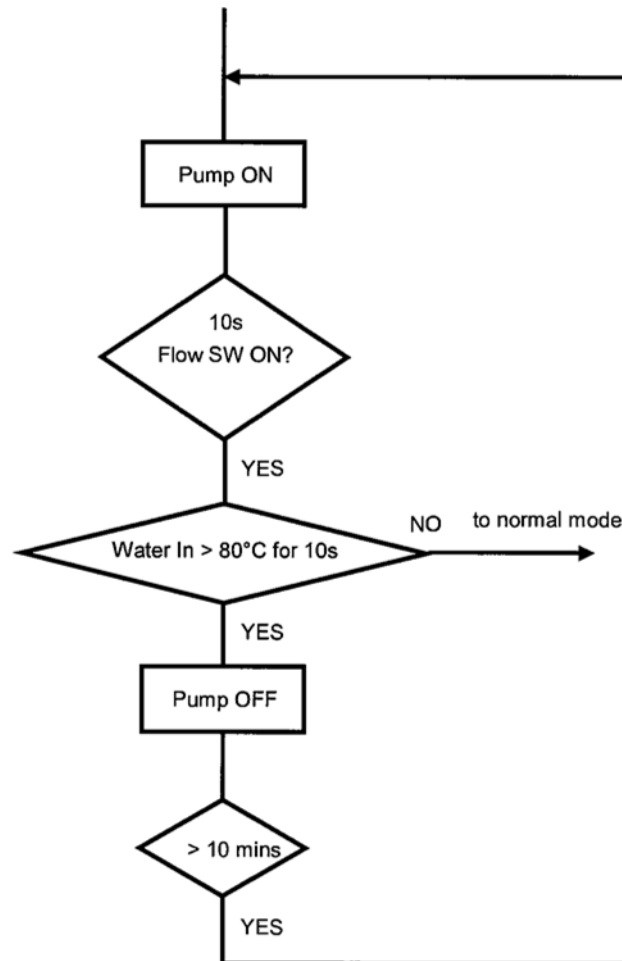 Pump ON
10s
Flow SW ON?
YES
Water In > 80°C for 10s
NO
to normal mode
YES
Pump OFF
> 10 mins
YES